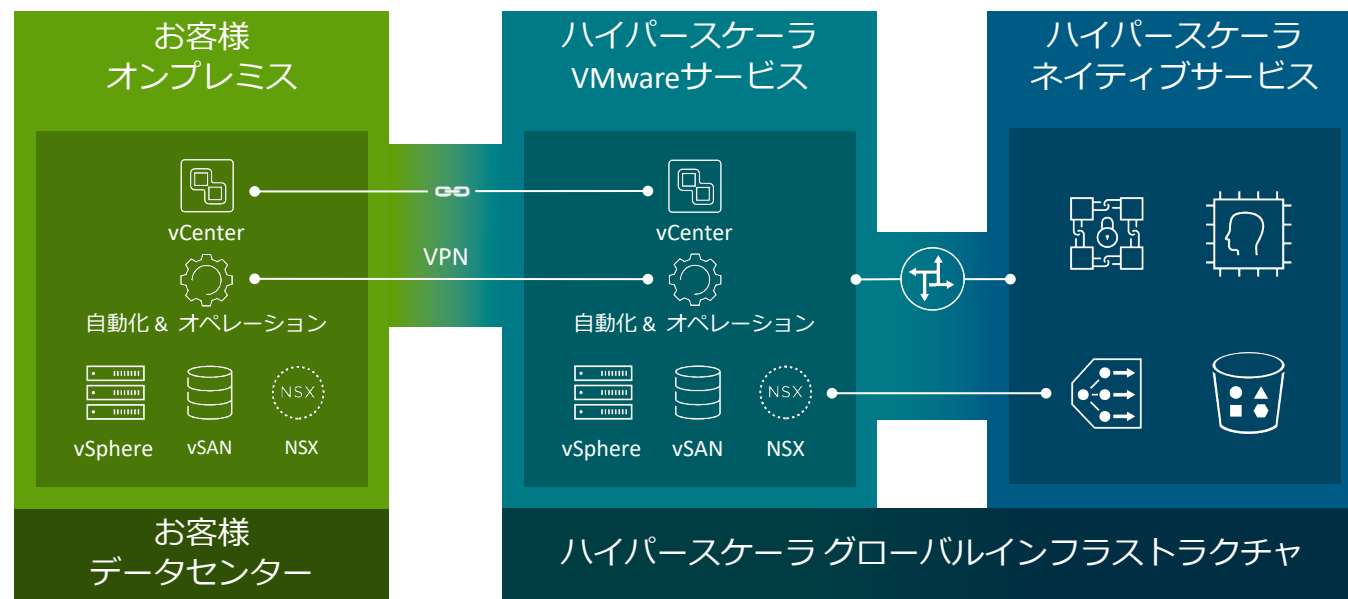 お客様
オンプレミス
vCenter
自動化 & オペレーション
NSX
vSphere
vSAN
NSX
お客様
データセンター
VPN
ハイパースケーラ
VMwareサービス
vCenter
自動化 & オペレーション
NSX
vSphere
vSAN
NSX
ハイパースケーラ
ネイティブサービス
ハイパースケーラ グローバルインフラストラクチャ